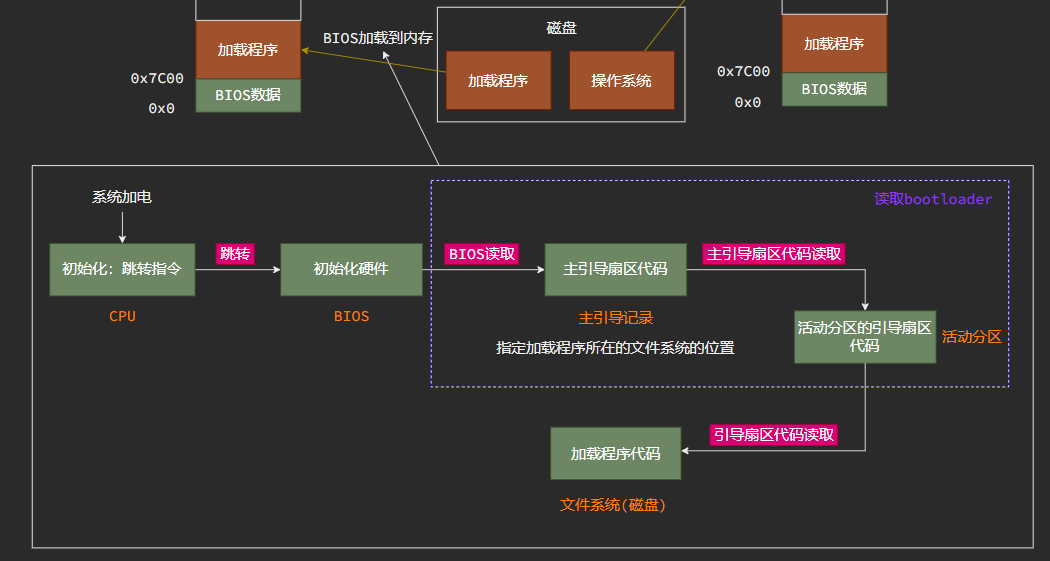 加载程序
0x7C00
BIOS数据
0x0
BIOS加载到内存
磁盘
加载程序
操作系统
加载程序
0x7C00
BIOS数据
0x0
系统加电
读取bootloader
初始化: 跳转指令
跳转
初始化硬件
BIOS读取
主引导扇区代码
主引导扇区代码读取
CPU
BIOS
主引导记录
指定加载程序所在的文件系统的位置
活动分区的引导扇区
代码
活动分区
引导扇区代码读取
加载程序代码
文件系统(磁盘)